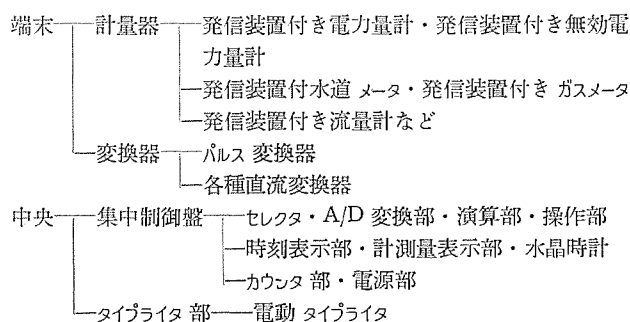 端末―計量器―発信装置付き電力量計・発信装置付き無効電
力量計
発信装置付水道メータ・発信装置付きガスメータ
発信装置付き流量計など
変換器―パルス変換器
各種直流変換器
中央―集中制御盤―セレクタ・A/D変換部・演算部・操作部
時刻表示部・計測量表示部・水晶時計
カウンタ部・電源部
タイプライタ部―電動タイプライタ